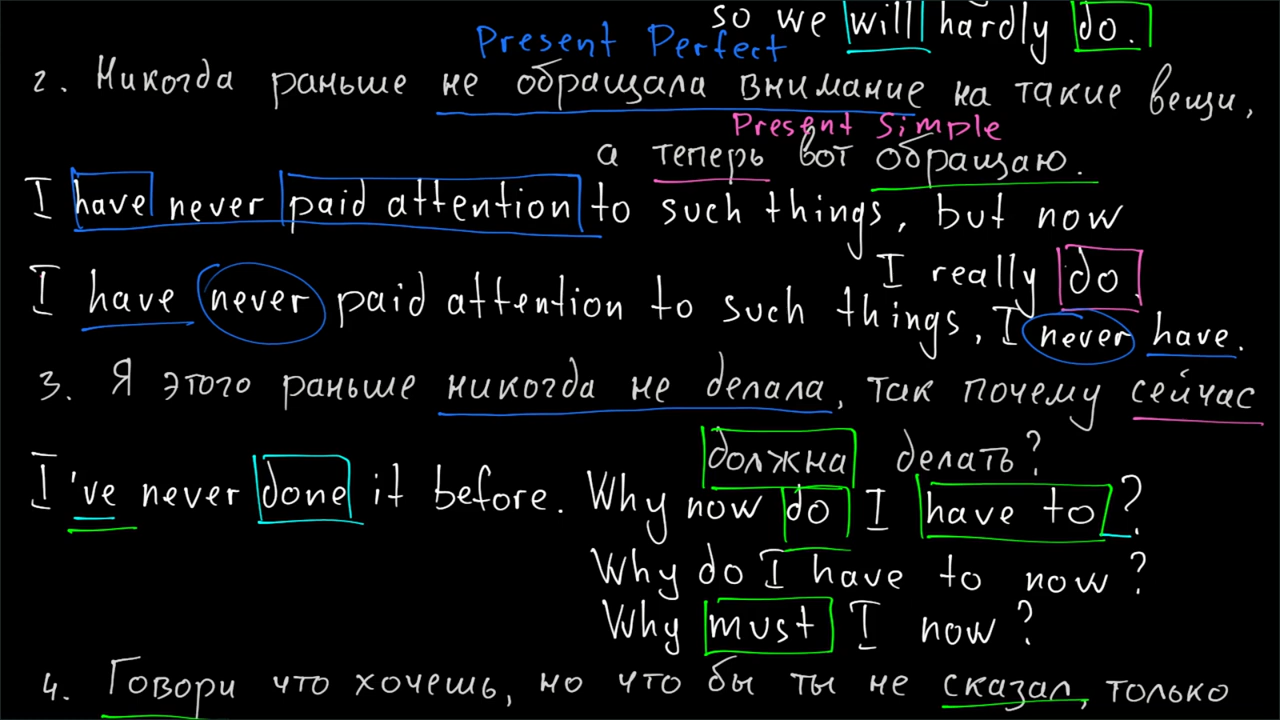 so we will hardly do.
Present Perfect
2. Никогда раньше не обращала внимание на такие вещи,
Present Simple
а теперь вот обращаю.
I have never paid attention to such things, but now
I really do.
I have never paid attention to such things, I never have.
3. Я этого раньше никогда не делала, так почему сейчас
должна делать?
I've never done it before. Why now do I have to?
Why do I have to now?
Why must I now?
4. Говори что хочешь, но что бы ты не сказал, только